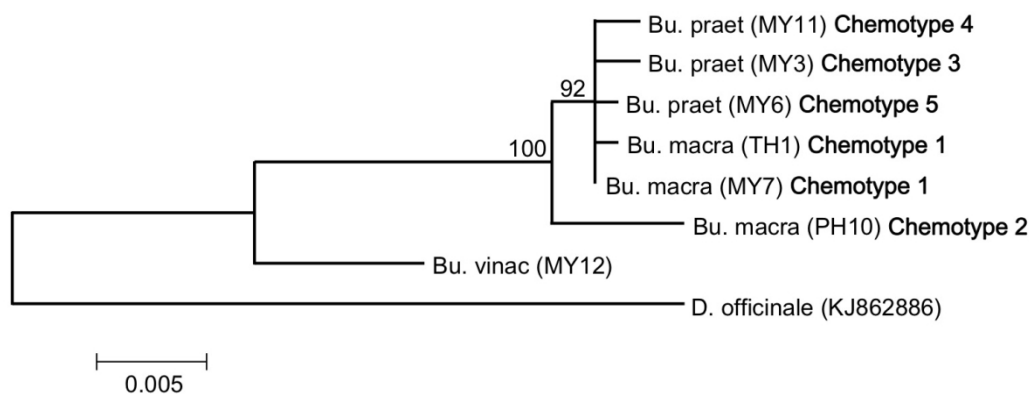 Bu. praet (MY11) Chemotype 4
Bu. praet (MY3) Chemotype 3
92
Bu. praet (MY6) Chemotype 5
100
Bu. macra (TH1) Chemotype 1
Bu. macra (MY7) Chemotype 1
Bu. macra (PH10) Chemotype 2
Bu. vinac (MY12)
D. officinale (KJ862886)
0.005